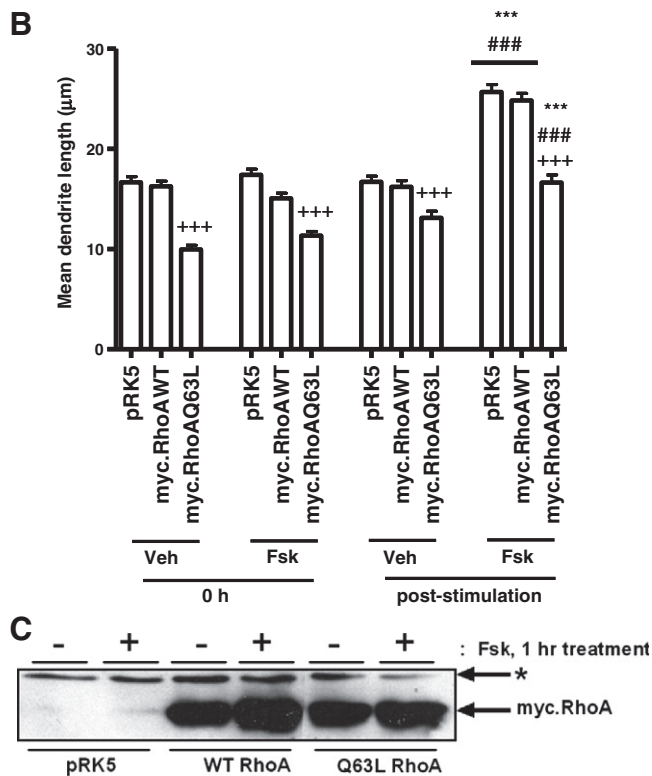 B
***
###
***
###
+++
+++
+++
+++
Mean dendrite length (μm)
30
20
10
0
pRK5
myc.RhoAWT
myc.RhoAQ63L
pRK5
myc.RhoAWT
myc.RhoAQ63L
pRK5
myc.RhoAWT
myc.RhoAQ63L
pRK5
myc.RhoAWT
myc.RhoAQ63L
Veh Fsk Veh Fsk
0 h post-stimulation
C
- + - + - + : Fsk, 1 hr treatment
*
myc.RhoA
pRK5 WT RhoA Q63L RhoA